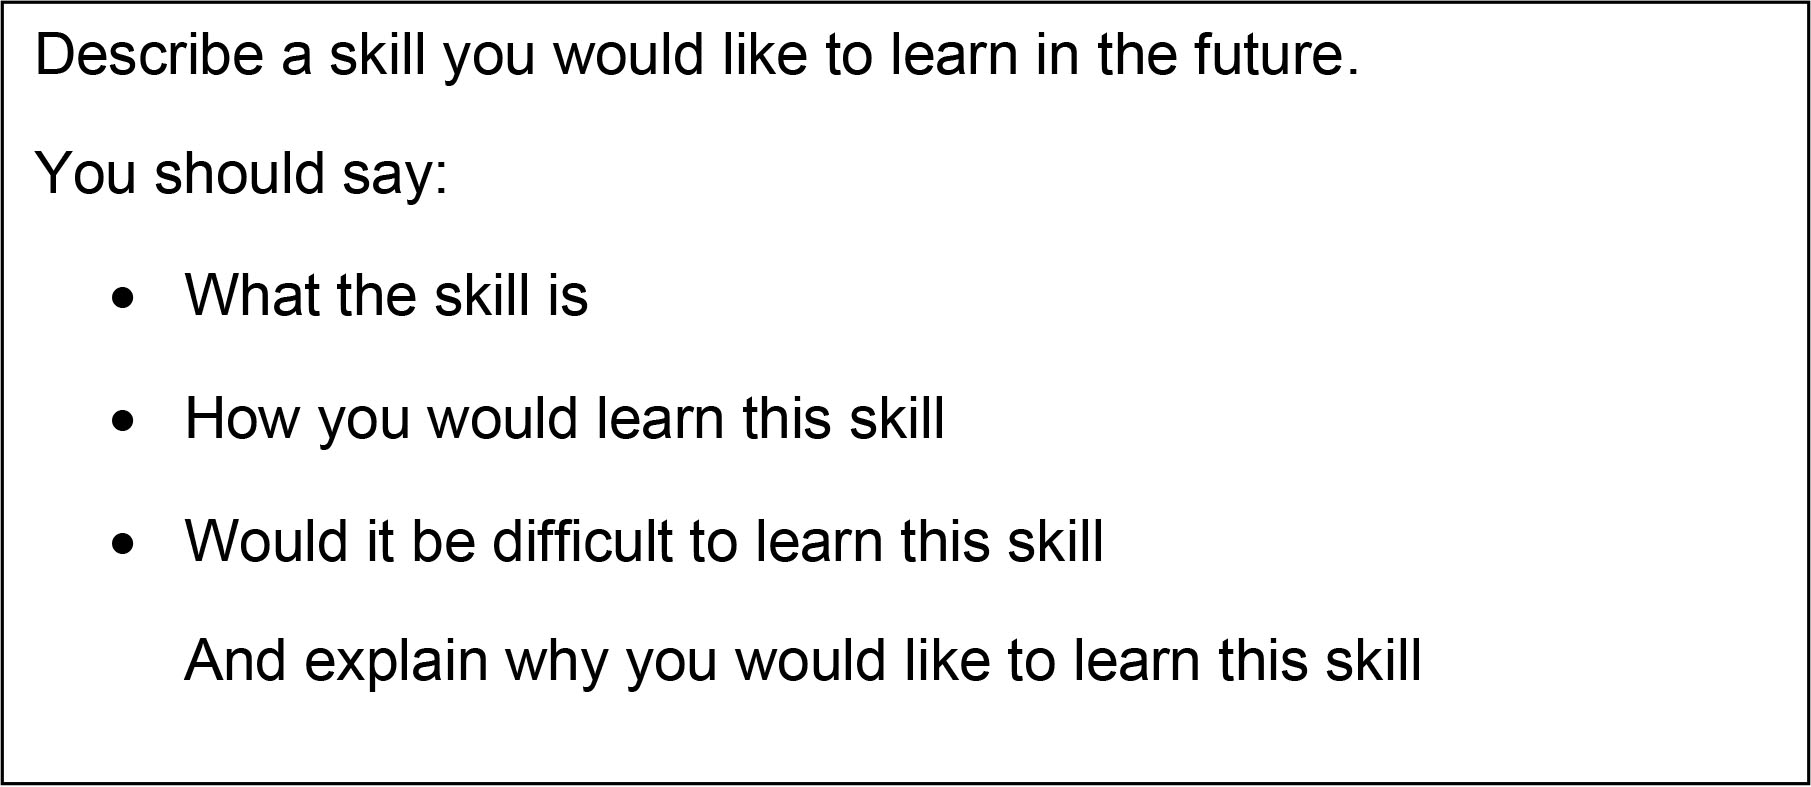 Describe a skill you would like to learn in the future.
You should say:
• What the skill is
• How you would learn this skill
• Would it be difficult to learn this skill
And explain why you would like to learn this skill